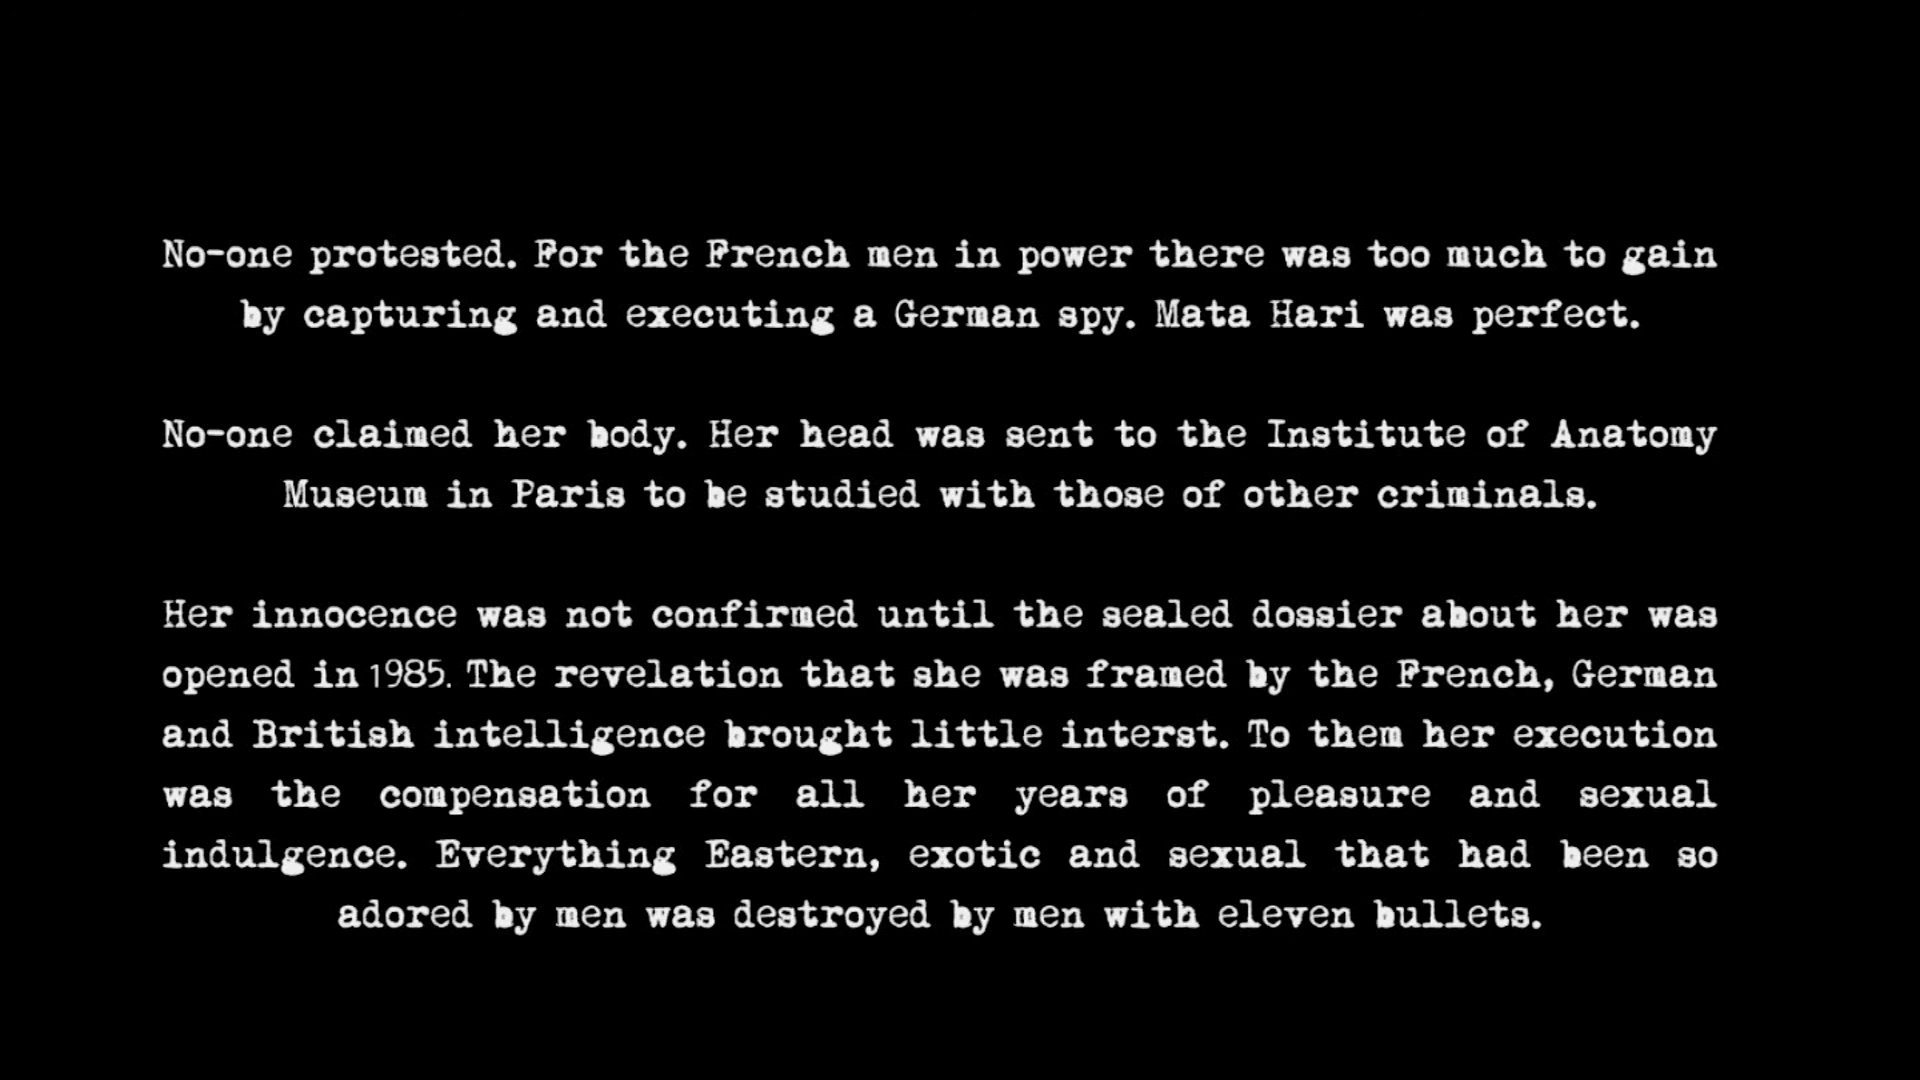 No-one protested. For the French men in power there was too much to gain
by capturing and executing a German spy. Mata Hari was perfect.
No-one claimed her body. Her head was sent to the Institute of Anatomy
Museum in Paris to be studied with those of other criminals.
Her innocence was not confirmed until the sealed dossier about her was
opened in 1985. The revelation that she was framed by the French, German
and British intelligence brought little interst. To them her execution
was the compensation for all her years of pleasure and sexual
indulgence. Everything Eastern, exotic and sexual that had been so
adored by men was destroyed by men with eleven bullets.